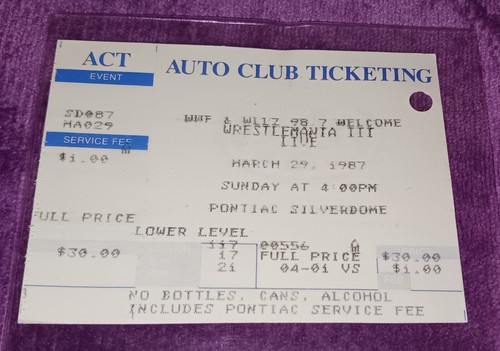 ACT
AUTO CLUB TICKETING
EVENT
SD087
MA029
SERVICE FEE
$1.00
WWF & WLLZ 98.7 WELCOME
WRESTLEMANIA III
LIVE
MARCH 29, 1987
SUNDAY AT 4:00PM
PONTIAC SILVERDOME
FULL PRICE
LOWER LEVEL
117 00556 A
$30.00 17 FULL PRICE $30.00
21 04-01 VS $1.00
NO BOTTLES, CANS, ALCOHOL
INCLUDES PONTIAC SERVICE FEE